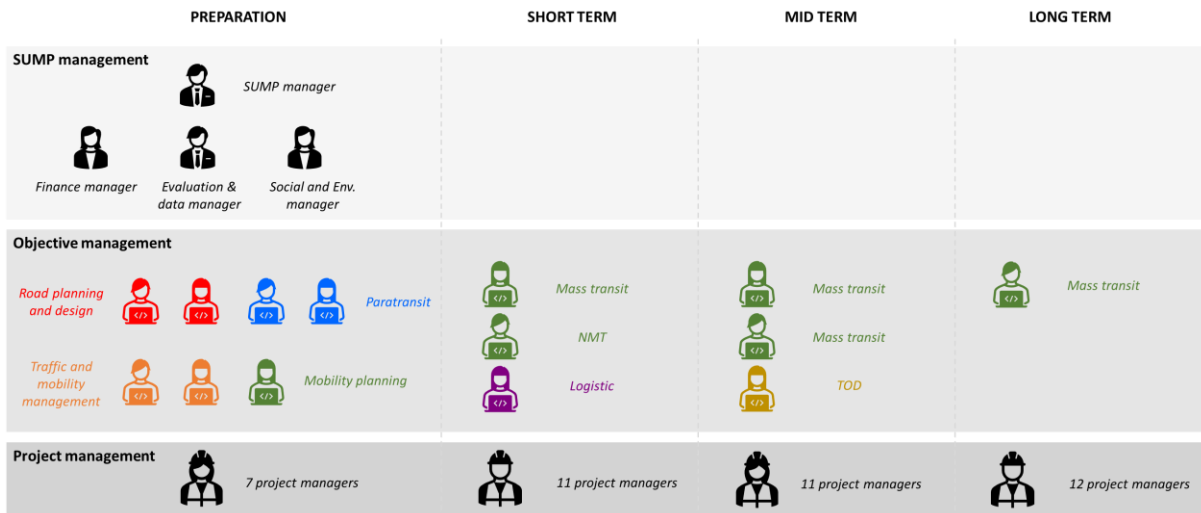 PREPARATION
SHORT TERM
MID TERM
LONG TERM
SUMP management
SUMP manager
Finance manager
Evaluation &
data manager
Social and Env.
manager
Objective management
Road planning
and design
</>
</>
</>
</>
Paratransit
</>
Mass transit
</>
Mass transit
</>
Mass transit
</>
NMT
</>
Mass transit
Traffic and
mobility
management
</>
</>
</>
Mobility planning
</>
Logistic
</>
TOD
Project management
7 project managers
11 project managers
11 project managers
12 project managers